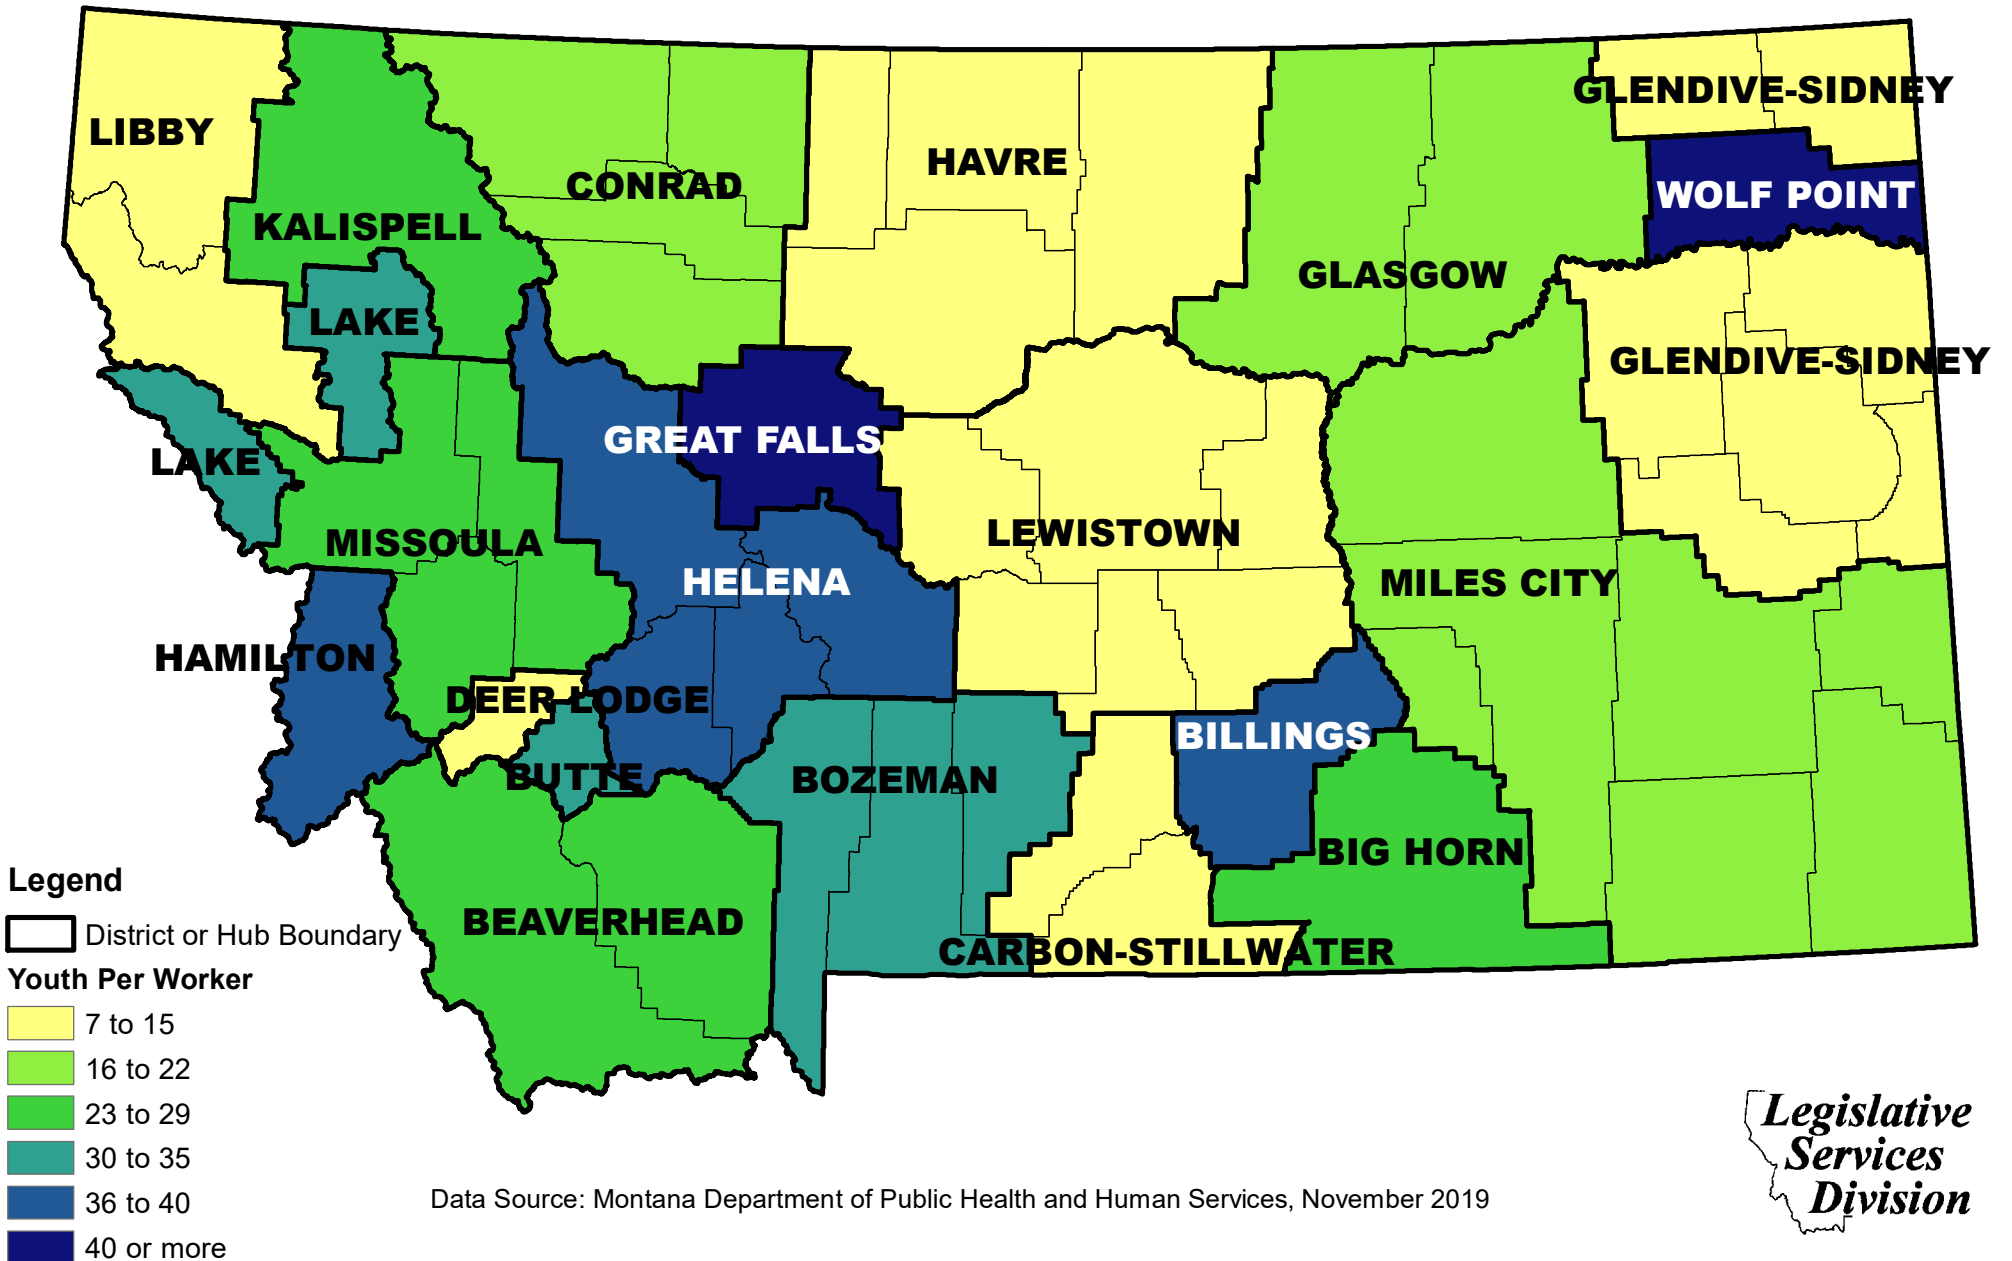 GLENDIVE-SIDNEY
LIBBY
HAVRE
CONRAD
WOLF POINT
KALISPELL
GLASGOW
LAKE
GLENDIVE-SIDNEY
GREAT FALLS
LAKE
LEWISTOWN
MISSOULA
HELENA
MILES CITY
HAMILTON
DEER LODGE
BILLINGS
BUTTE
BOZEMAN
BIG HORN
BEAVERHEAD
CARBON-STILLWATER
Legend
District or Hub Boundary
Youth Per Worker
7 to 15
16 to 22
23 to 29
30 to 35
36 to 40
40 or more
Data Source: Montana Department of Public Health and Human Services, November 2019
Legislative
Services
Division